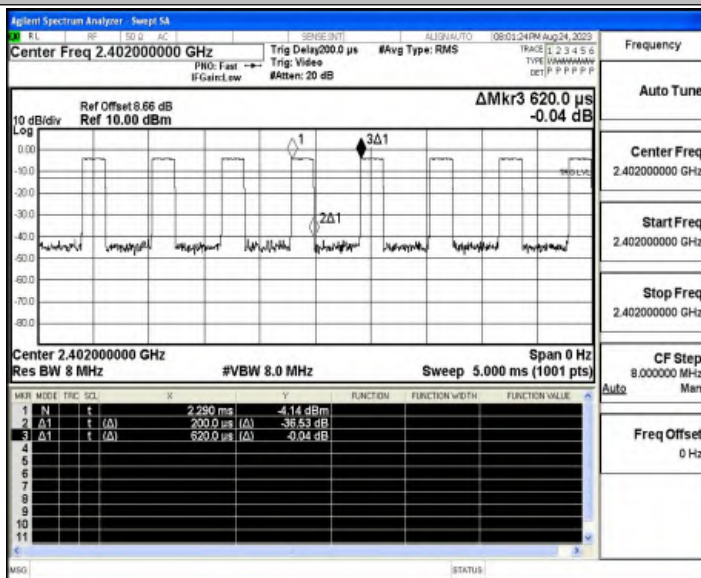 Agilent Spectrum Analyzer - Swept SA
RL RF 50 Ω AC SENSE:INT ALIGNAUTO 08:01:24 PM Aug 24, 2023
Center Freq 2.402000000 GHz
PNO: Fast
IFGain:Low
Trig Delay200.0 µs
Trig: Video
#Atten: 20 dB
#Avg Type: RMS
TRACE 1 2 3 4 5 6
TYPE
DET P P P P P P
Frequency
Ref Offset 8.66 dB
10 dB/div Ref 10.00 dBm
ΔMkr3 620.0 µs
-0.04 dB
Log
0.00
-10.0
-20.0
-30.0
-40.0
-50.0
-60.0
-70.0
-80.0
1
3Δ1
2Δ1
TRIG LVL
Center 2.402000000 GHz Span 0 Hz
Res BW 8 MHz #VBW 8.0 MHz Sweep 5.000 ms (1001 pts)
MKR MODE TRC SCL X Y FUNCTION FUNCTION WIDTH FUNCTION VALUE
1 N t 2.290 ms -4.14 dBm
2 Δ1 t (Δ) 200.0 µs (Δ) -36.53 dB
3 Δ1 t (Δ) 620.0 µs (Δ) -0.04 dB
4
5
6
7
8
9
10
11
MSG STATUS
Auto Tune
Center Freq
2.402000000 GHz
Start Freq
2.402000000 GHz
Stop Freq
2.402000000 GHz
CF Step
8.000000 MHz
Auto Man
Freq Offset
0 Hz